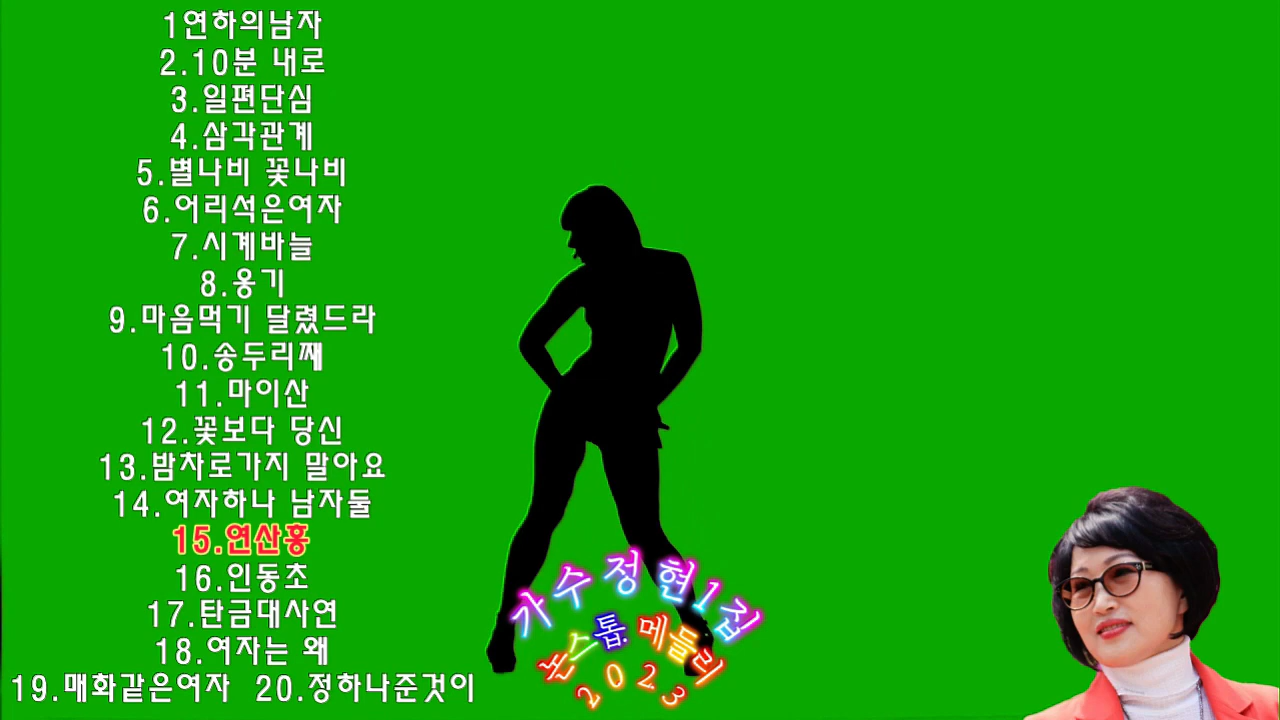 1연하의남자
2.10분 내로
3.일편단심
4.삼각관계
5.별나비 꽃나비
6.어리석은여자
7.시계바늘
8.옹기
9.마음먹기 달렸드라
10.송두리째
11.마이산
12.꽃보다 당신
13.밤차로가지 말아요
14.여자하나 남자둘
15.연산홍
16.인동초
17.탄금대사연
18.여자는 왜
19.매화같은여자 20.정하나준것이
가수정현1집
논스톱 메들리
2023